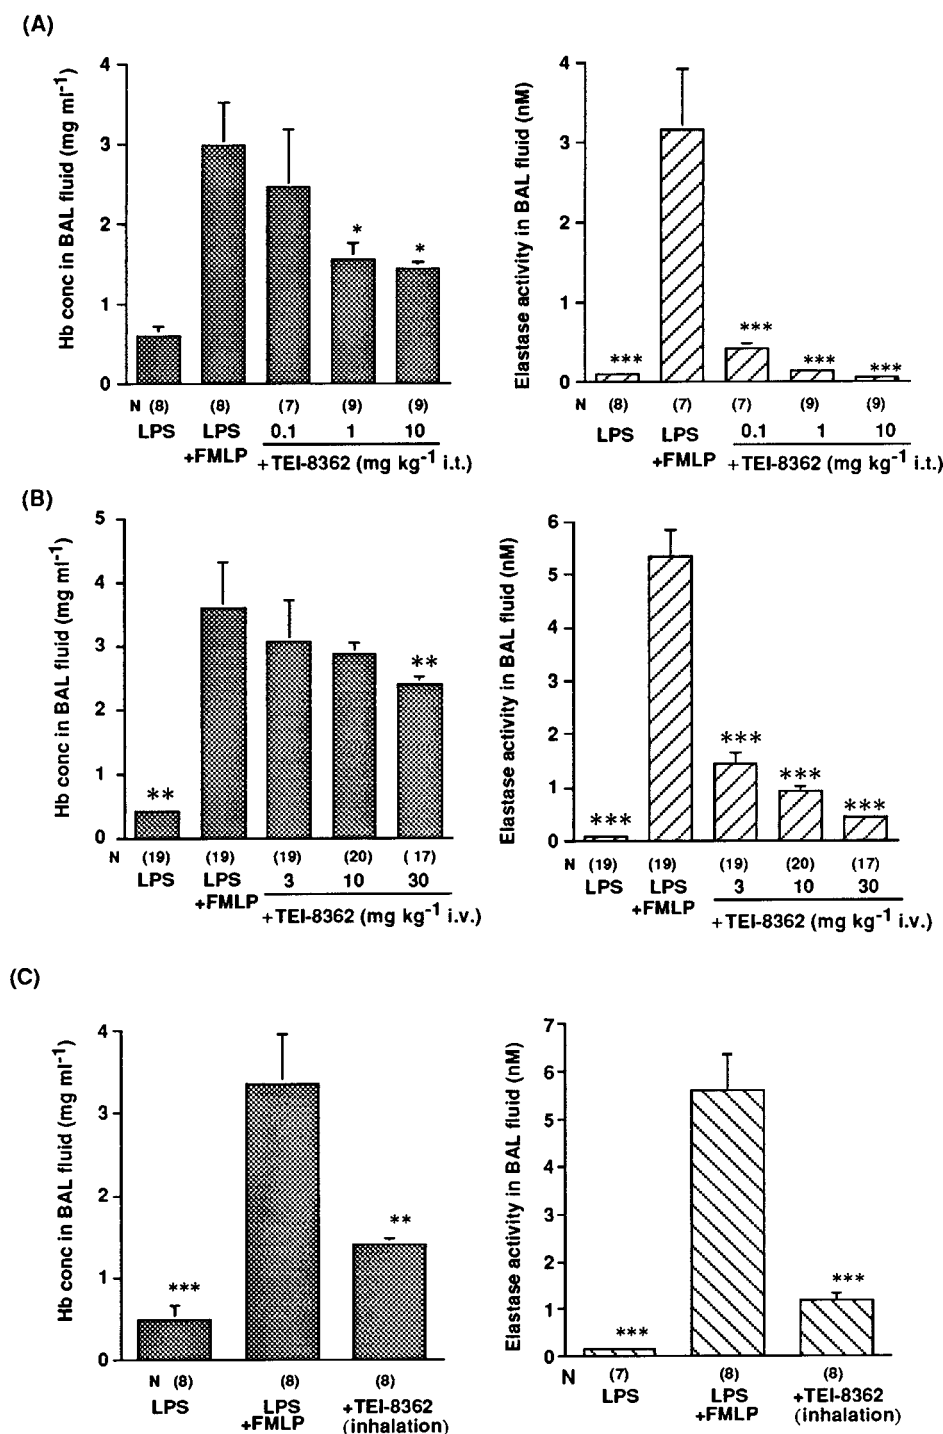 (A)
Hb conc in BAL fluid (mg ml⁻¹)
4
3
2
1
0
*
*
N (8) (8) (7) (9) (9)
LPS LPS 0.1 1 10
+FMLP +TEI-8362 (mg kg⁻¹ i.t.)
Elastase activity in BAL fluid (nM)
4
3
2
1
0
***
***
***
***
N (8) (7) (7) (9) (9)
LPS LPS 0.1 1 10
+FMLP +TEI-8362 (mg kg⁻¹ i.t.)
(B)
Hb conc in BAL fluid (mg ml⁻¹)
5
4
3
2
1
0
**
**
N (19) (19) (19) (20) (17)
LPS LPS 3 10 30
+FMLP +TEI-8362 (mg kg⁻¹ i.v.)
Elastase activity in BAL fluid (nM)
6
5
4
3
2
1
0
***
***
***
***
N (19) (19) (19) (20) (17)
LPS LPS 3 10 30
+FMLP +TEI-8362 (mg kg⁻¹ i.v.)
(C)
Hb conc in BAL fluid (mg ml⁻¹)
4
3
2
1
0
***
**
N (8) (8) (8)
LPS LPS +TEI-8362
+FMLP (inhalation)
Elastase activity in BAL fluid (nM)
7
6
5
4
3
2
1
0
***
***
N (7) (8) (8)
LPS LPS +TEI-8362
+FMLP (inhalation)